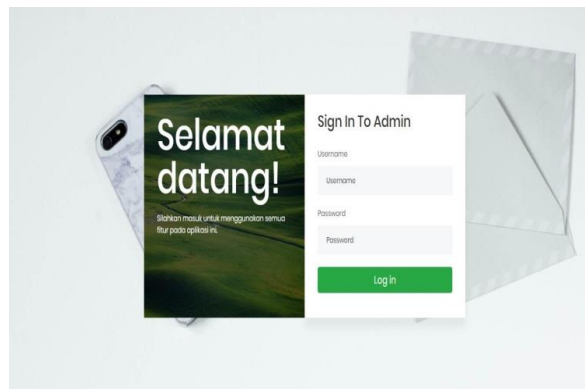 Selamat
datang!
Silahkan masuk untuk menggunakan semua
fitur pada aplikasi ini.
Sign In To Admin
Username
Username
Password
Password
Log in